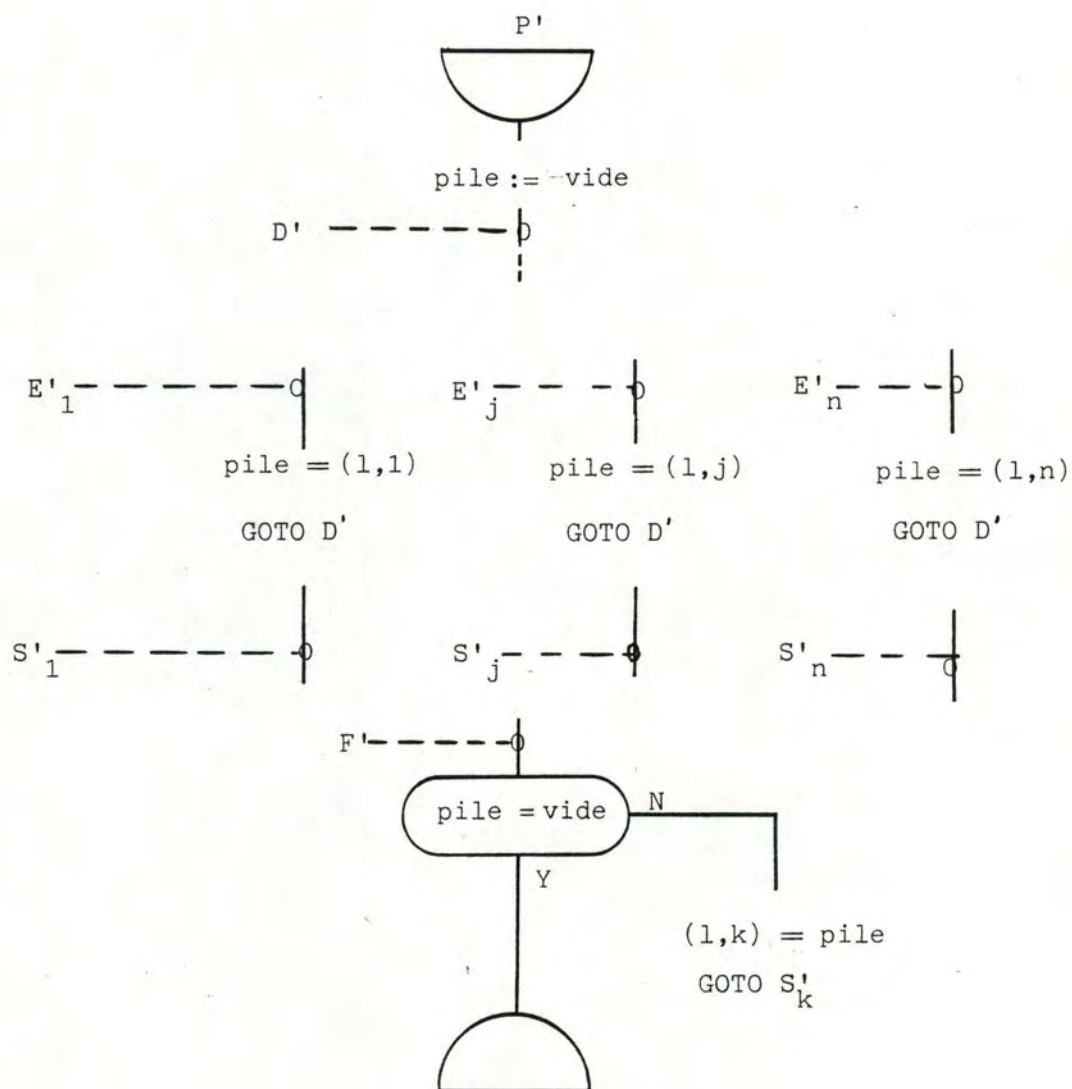 P'
pile := vide
D'
E'1 E'j E'n
pile = (l,1) pile = (l,j) pile = (l,n)
GOTO D' GOTO D' GOTO D'
S'1 S'j S'n
F'
pile = vide N
Y
(l,k) = pile
GOTO S'k